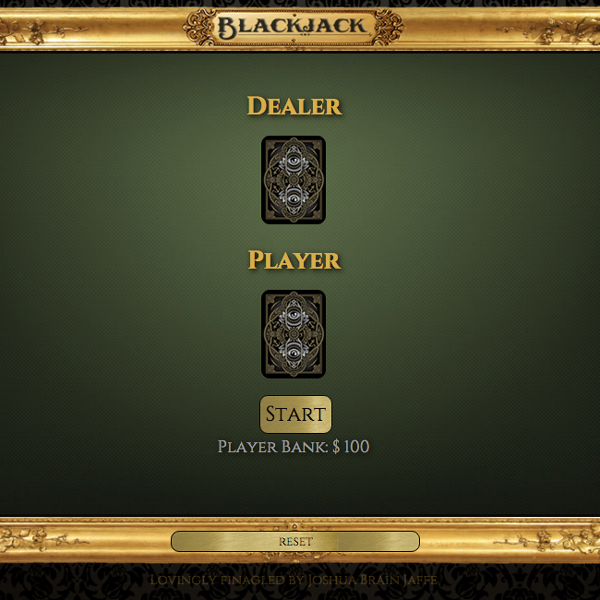 Blackjack
Dealer
Player
Start
Player Bank: $100
RESET
Lovingly finagled by Joshua Brain Jaffe